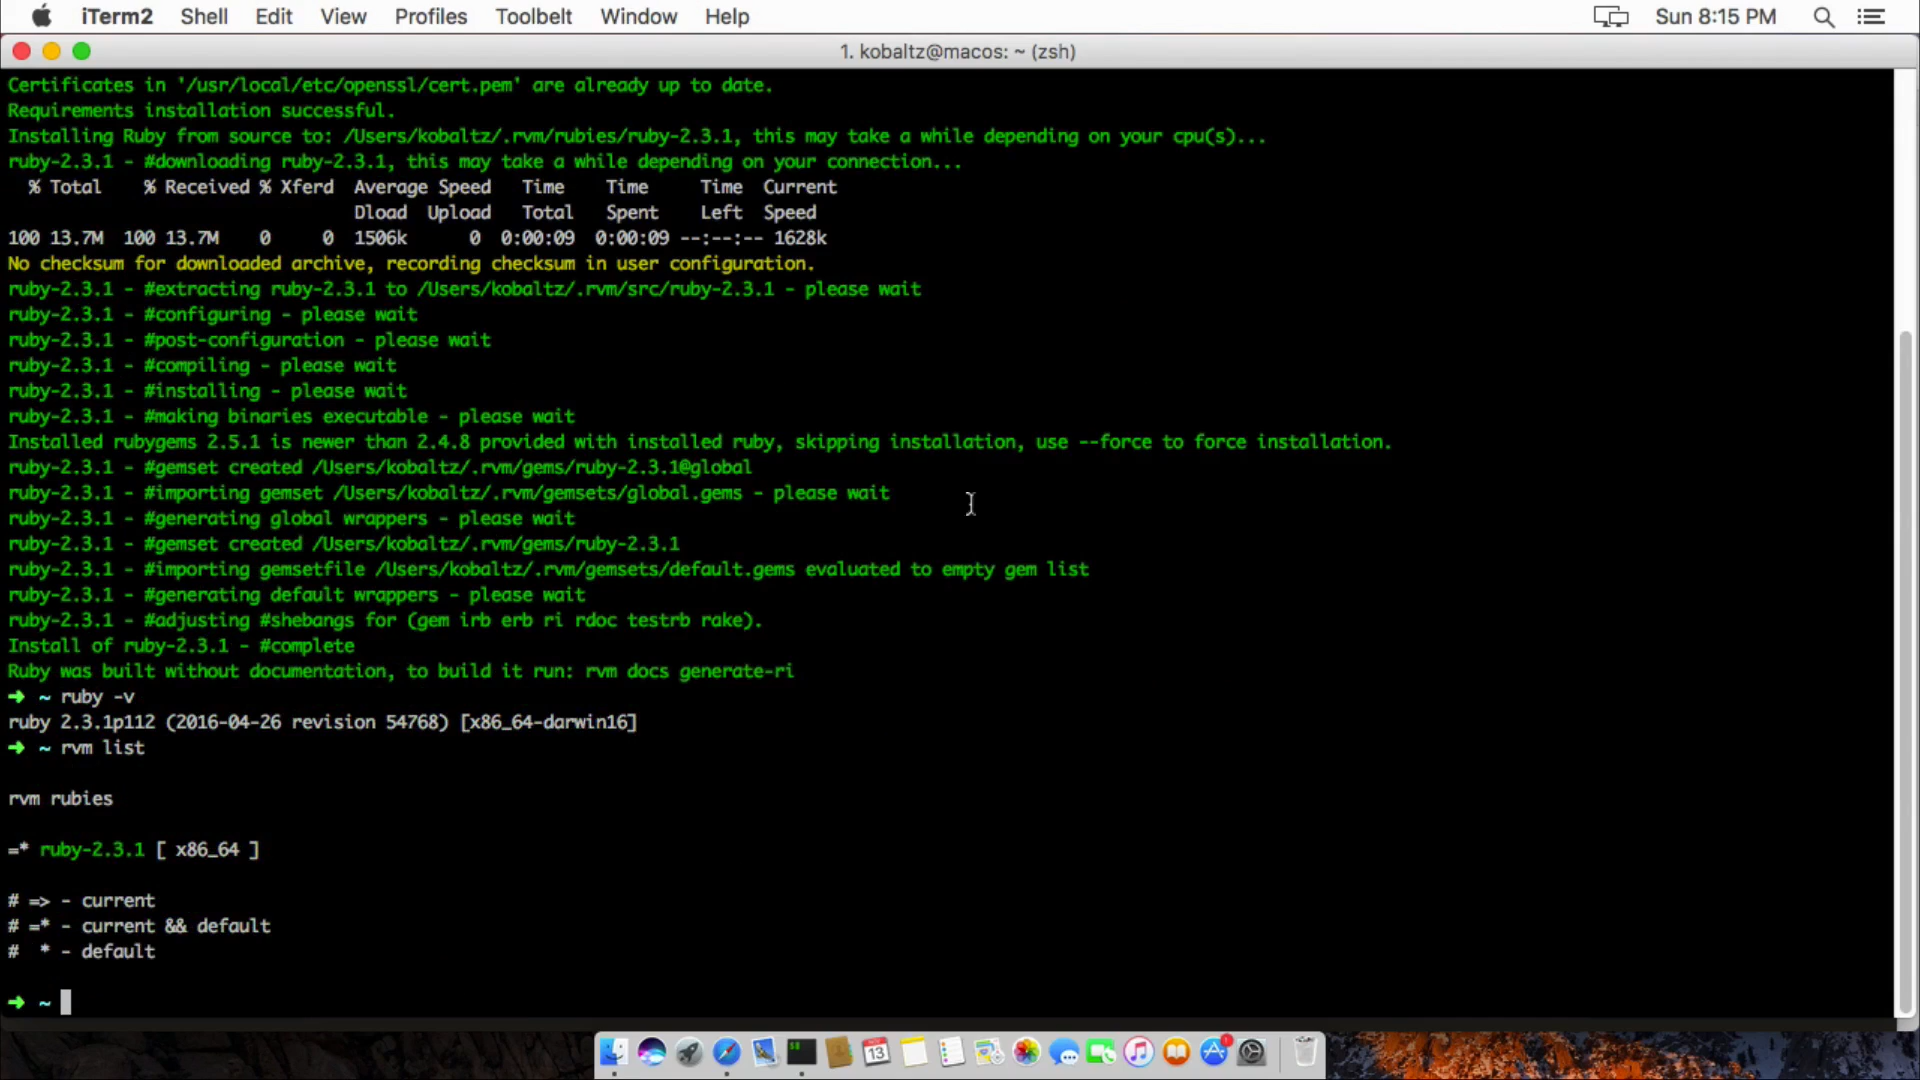 iTerm2 Shell Edit View Profiles Toolbelt Window Help Sun 8:15 PM
1. kobaltz@macos: ~ (zsh)
Certificates in '/usr/local/etc/openssl/cert.pem' are already up to date.
Requirements installation successful.
Installing Ruby from source to: /Users/kobaltz/.rvm/rubies/ruby-2.3.1, this may take a while depending on your cpu(s)...
ruby-2.3.1 - #downloading ruby-2.3.1, this may take a while depending on your connection...
% Total % Received % Xferd Average Speed Time Time Time Current
Dload Upload Total Spent Left Speed
100 13.7M 100 13.7M 0 0 1506k 0 0:00:09 0:00:09 --:--:-- 1628k
No checksum for downloaded archive, recording checksum in user configuration.
ruby-2.3.1 - #extracting ruby-2.3.1 to /Users/kobaltz/.rvm/src/ruby-2.3.1 - please wait
ruby-2.3.1 - #configuring - please wait
ruby-2.3.1 - #post-configuration - please wait
ruby-2.3.1 - #compiling - please wait
ruby-2.3.1 - #installing - please wait
ruby-2.3.1 - #making binaries executable - please wait
Installed rubygems 2.5.1 is newer than 2.4.8 provided with installed ruby, skipping installation, use --force to force installation.
ruby-2.3.1 - #gemset created /Users/kobaltz/.rvm/gems/ruby-2.3.1@global
ruby-2.3.1 - #importing gemset /Users/kobaltz/.rvm/gemsets/global.gems - please wait
ruby-2.3.1 - #generating global wrappers - please wait
ruby-2.3.1 - #gemset created /Users/kobaltz/.rvm/gems/ruby-2.3.1
ruby-2.3.1 - #importing gemsetfile /Users/kobaltz/.rvm/gemsets/default.gems evaluated to empty gem list
ruby-2.3.1 - #generating default wrappers - please wait
ruby-2.3.1 - #adjusting #shebangs for (gem irb erb ri rdoc testrb rake).
Install of ruby-2.3.1 - #complete
Ruby was built without documentation, to build it run: rvm docs generate-ri
➜ ~ ruby -v
ruby 2.3.1p112 (2016-04-26 revision 54768) [x86_64-darwin16]
➜ ~ rvm list
rvm rubies
=* ruby-2.3.1 [ x86_64 ]
# => - current
# =* - current && default
# * - default
➜ ~
13